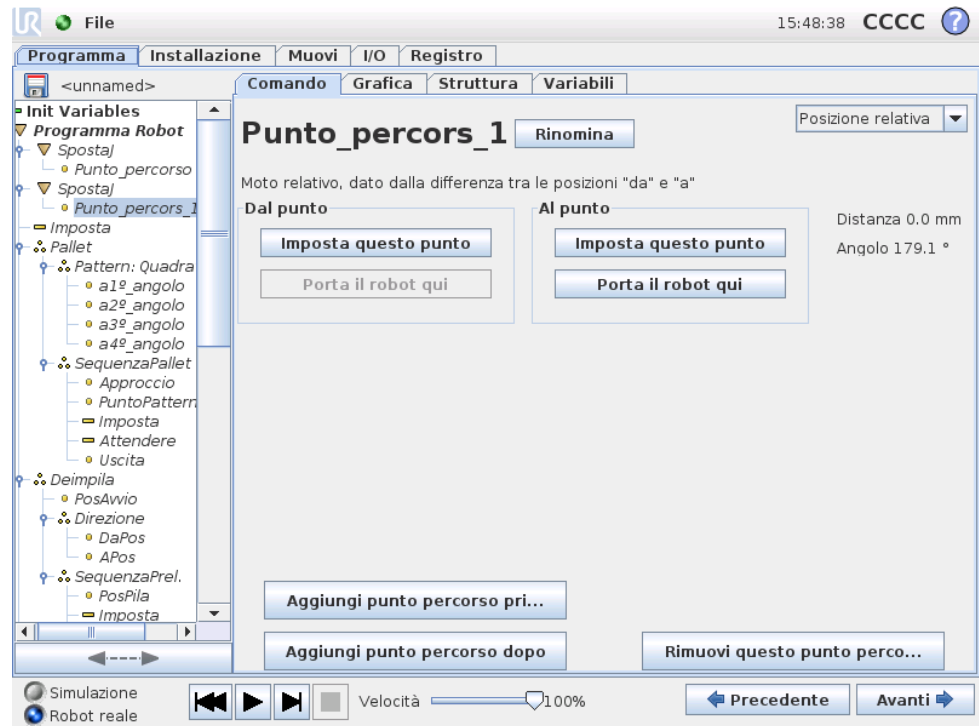 UR File 15:48:38 CCCC ?
Programma Installazione Muovi I/O Registro
<unnamed>
Comando Grafica Struttura Variabili
Init Variables
Programma Robot
SpostaJ
Punto_percorso
SpostaJ
Punto_percors_1
Imposta
Pallet
Pattern: Quadra
a1º_angolo
a2º_angolo
a3º_angolo
a4º_angolo
SequenzaPallet
Approccio
PuntoPattern
Imposta
Attendere
Uscita
Deimpila
PosAvvio
Direzione
DaPos
APos
SequenzaPrel.
PosPila
Imposta
Punto_percors_1 Rinomina
Posizione relativa
Moto relativo, dato dalla differenza tra le posizioni "da" e "a"
Dal punto
Imposta questo punto
Porta il robot qui
Al punto
Imposta questo punto
Porta il robot qui
Distanza 0.0 mm
Angolo 179.1 °
Aggiungi punto percorso pri...
Aggiungi punto percorso dopo
Rimuovi questo punto perco...
Simulazione
Robot reale
Velocità 100%
Precedente
Avanti